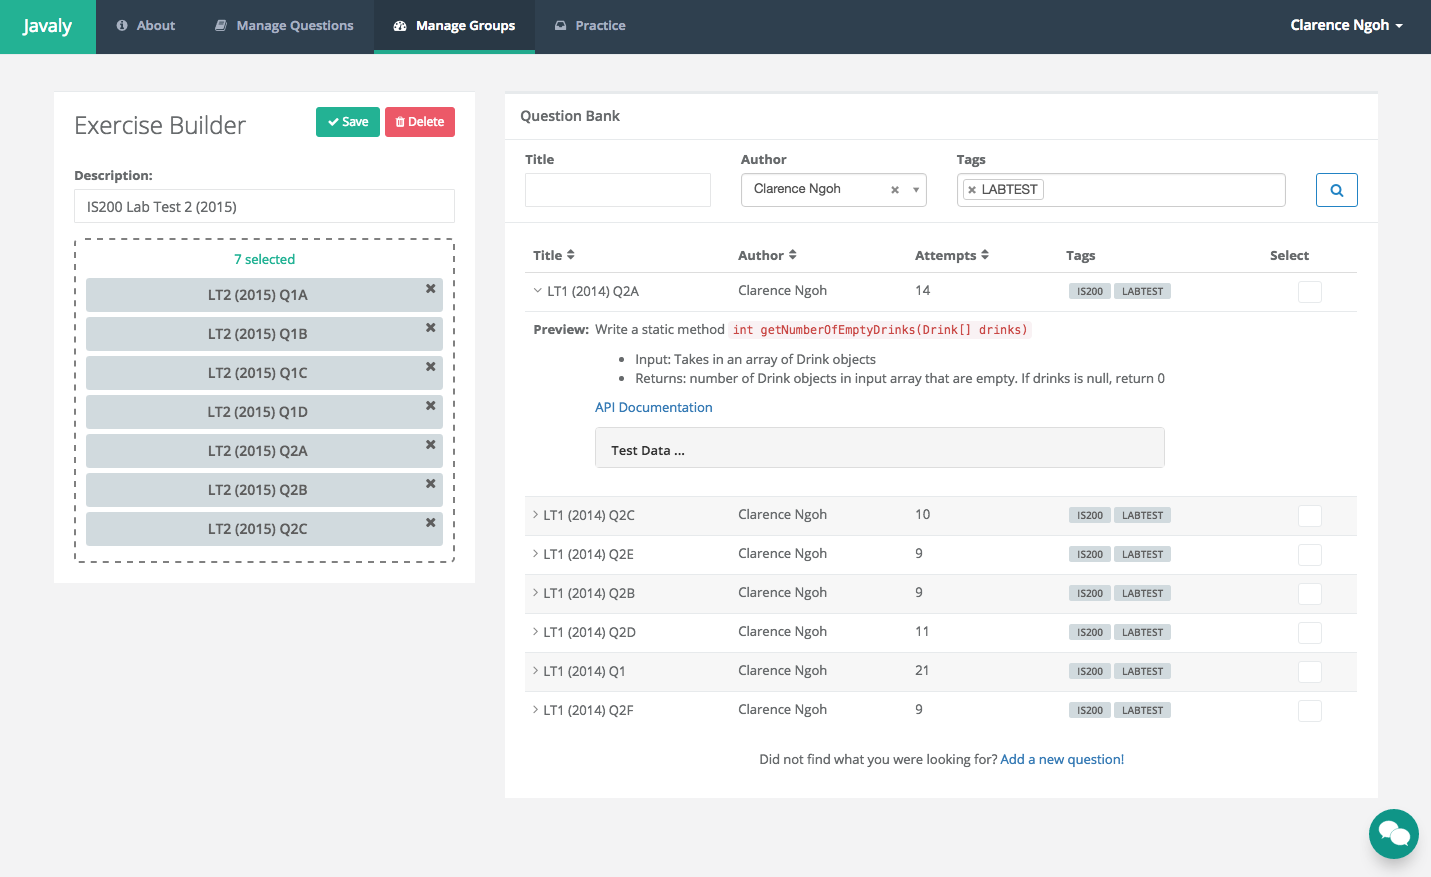 Javaly
About
Manage Questions
Manage Groups
Practice
Clarence Ngoh
Exercise Builder
Save
Delete
Description:
IS200 Lab Test 2 (2015)
7 selected
LT2 (2015) Q1A
LT2 (2015) Q1B
LT2 (2015) Q1C
LT2 (2015) Q1D
LT2 (2015) Q2A
LT2 (2015) Q2B
LT2 (2015) Q2C
Question Bank
Title Author Tags
Clarence Ngoh × LABTEST
Title Author Attempts Tags Select
LT1 (2014) Q2A Clarence Ngoh 14 IS200 LABTEST
Preview: Write a static method int getNumberOfEmptyDrinks(Drink[] drinks)
• Input: Takes in an array of Drink objects
• Returns: number of Drink objects in input array that are empty. If drinks is null, return 0
API Documentation
Test Data ...
LT1 (2014) Q2C Clarence Ngoh 10 IS200 LABTEST
LT1 (2014) Q2E Clarence Ngoh 9 IS200 LABTEST
LT1 (2014) Q2B Clarence Ngoh 9 IS200 LABTEST
LT1 (2014) Q2D Clarence Ngoh 11 IS200 LABTEST
LT1 (2014) Q1 Clarence Ngoh 21 IS200 LABTEST
LT1 (2014) Q2F Clarence Ngoh 9 IS200 LABTEST
Did not find what you were looking for? Add a new question!